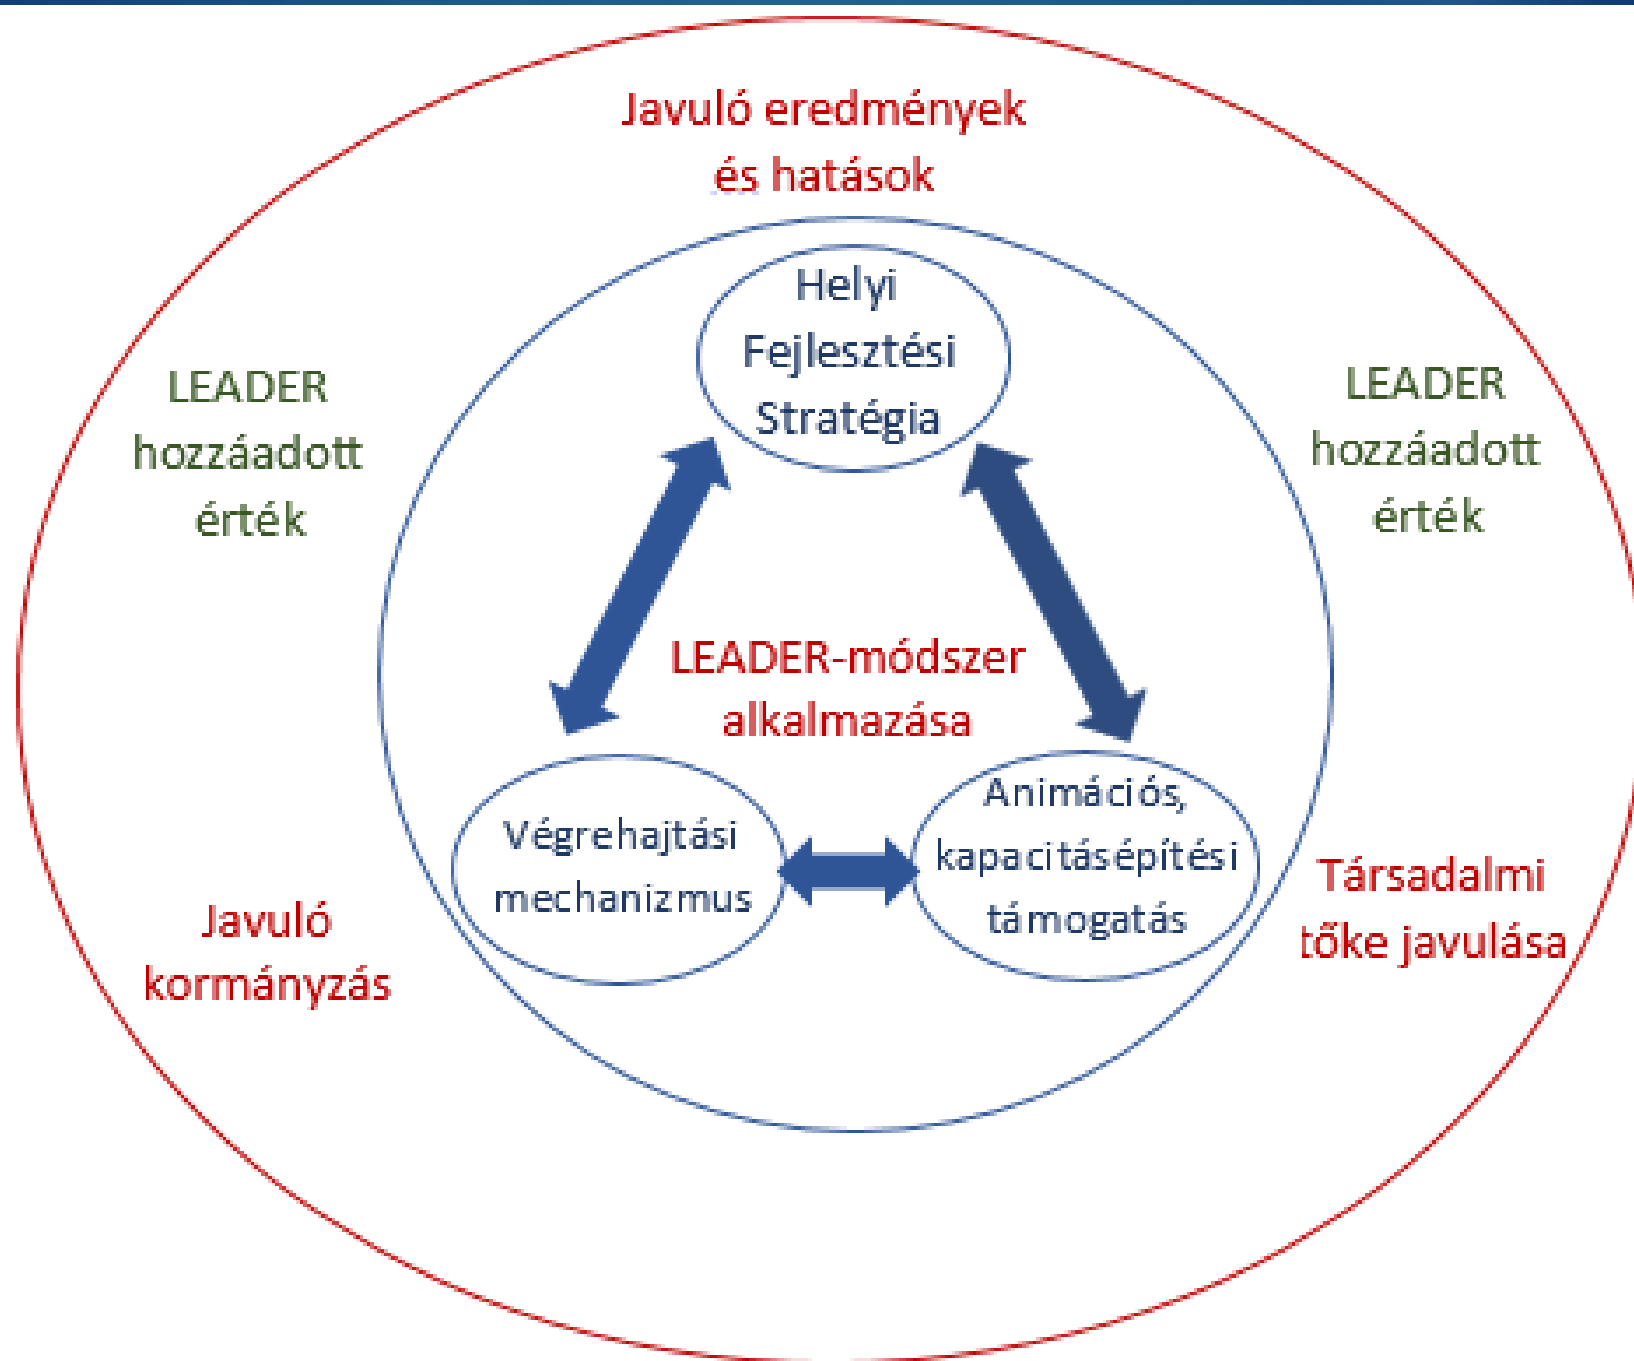 Javuló eredmények
és hatások
Helyi
Fejlesztési
Stratégia
LEADER
hozzáadott
érték
LEADER
hozzáadott
érték
LEADER-módszer
alkalmazása
Végrehajtási
mechanizmus
Animációs,
kapacitásépítési
támogatás
Javuló
kormányzás
Társadalmi
tőke javulása